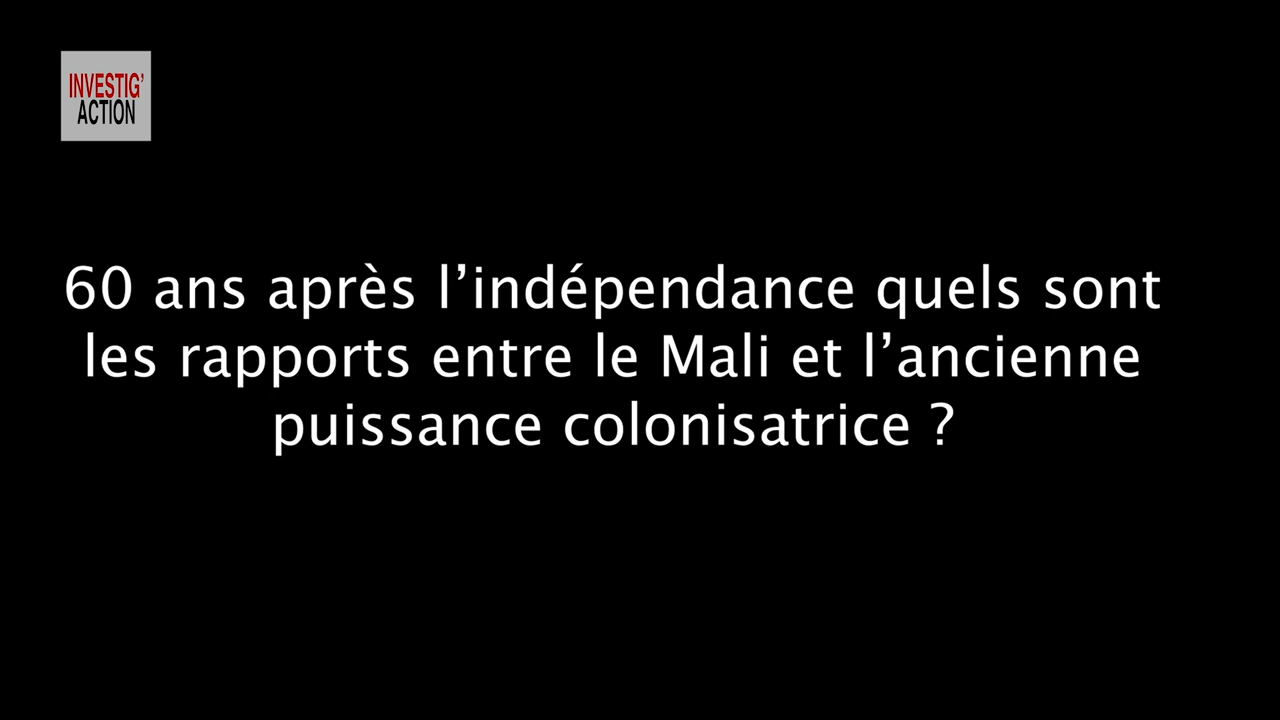 INVESTIG’
ACTION
60 ans après l’indépendance quels sont
les rapports entre le Mali et l’ancienne
puissance colonisatrice ?